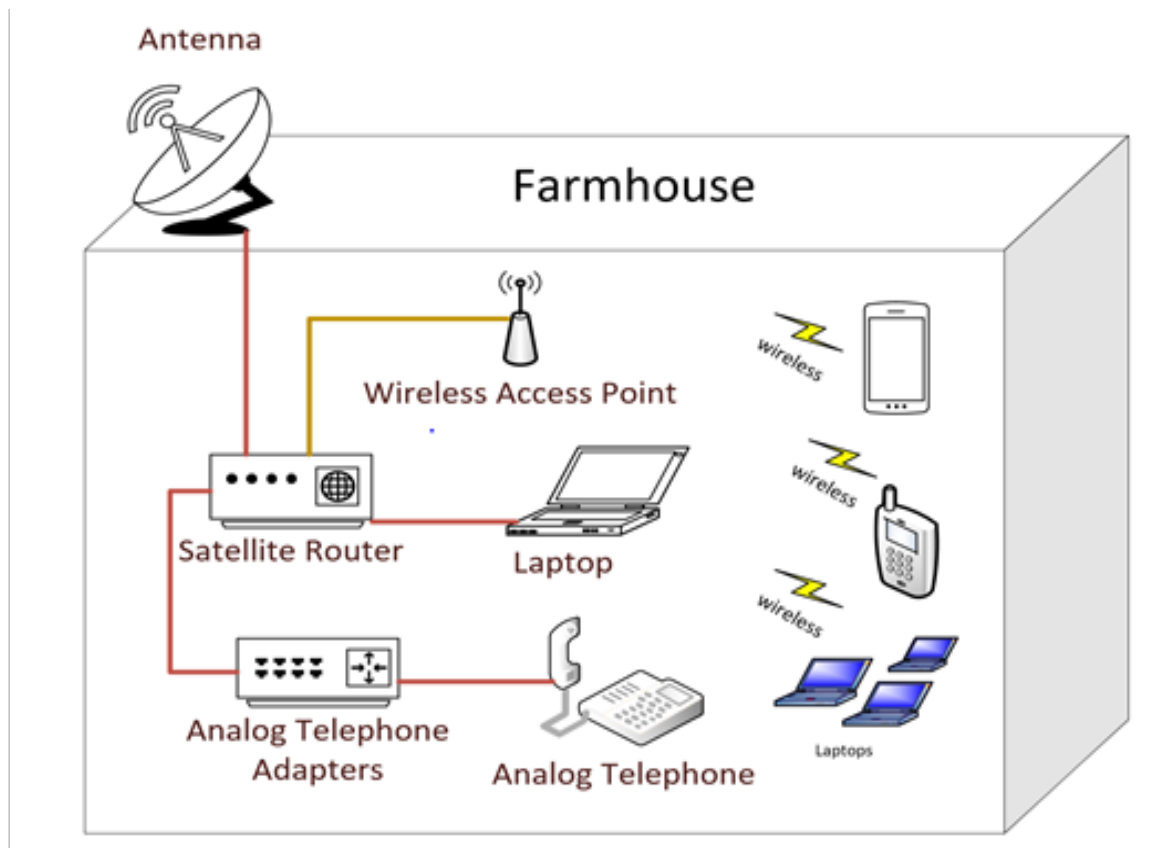 Antenna
Farmhouse
wireless
Wireless Access Point
wireless
Satellite Router
Laptop
wireless
Analog Telephone
Adapters
Analog Telephone
Laptops